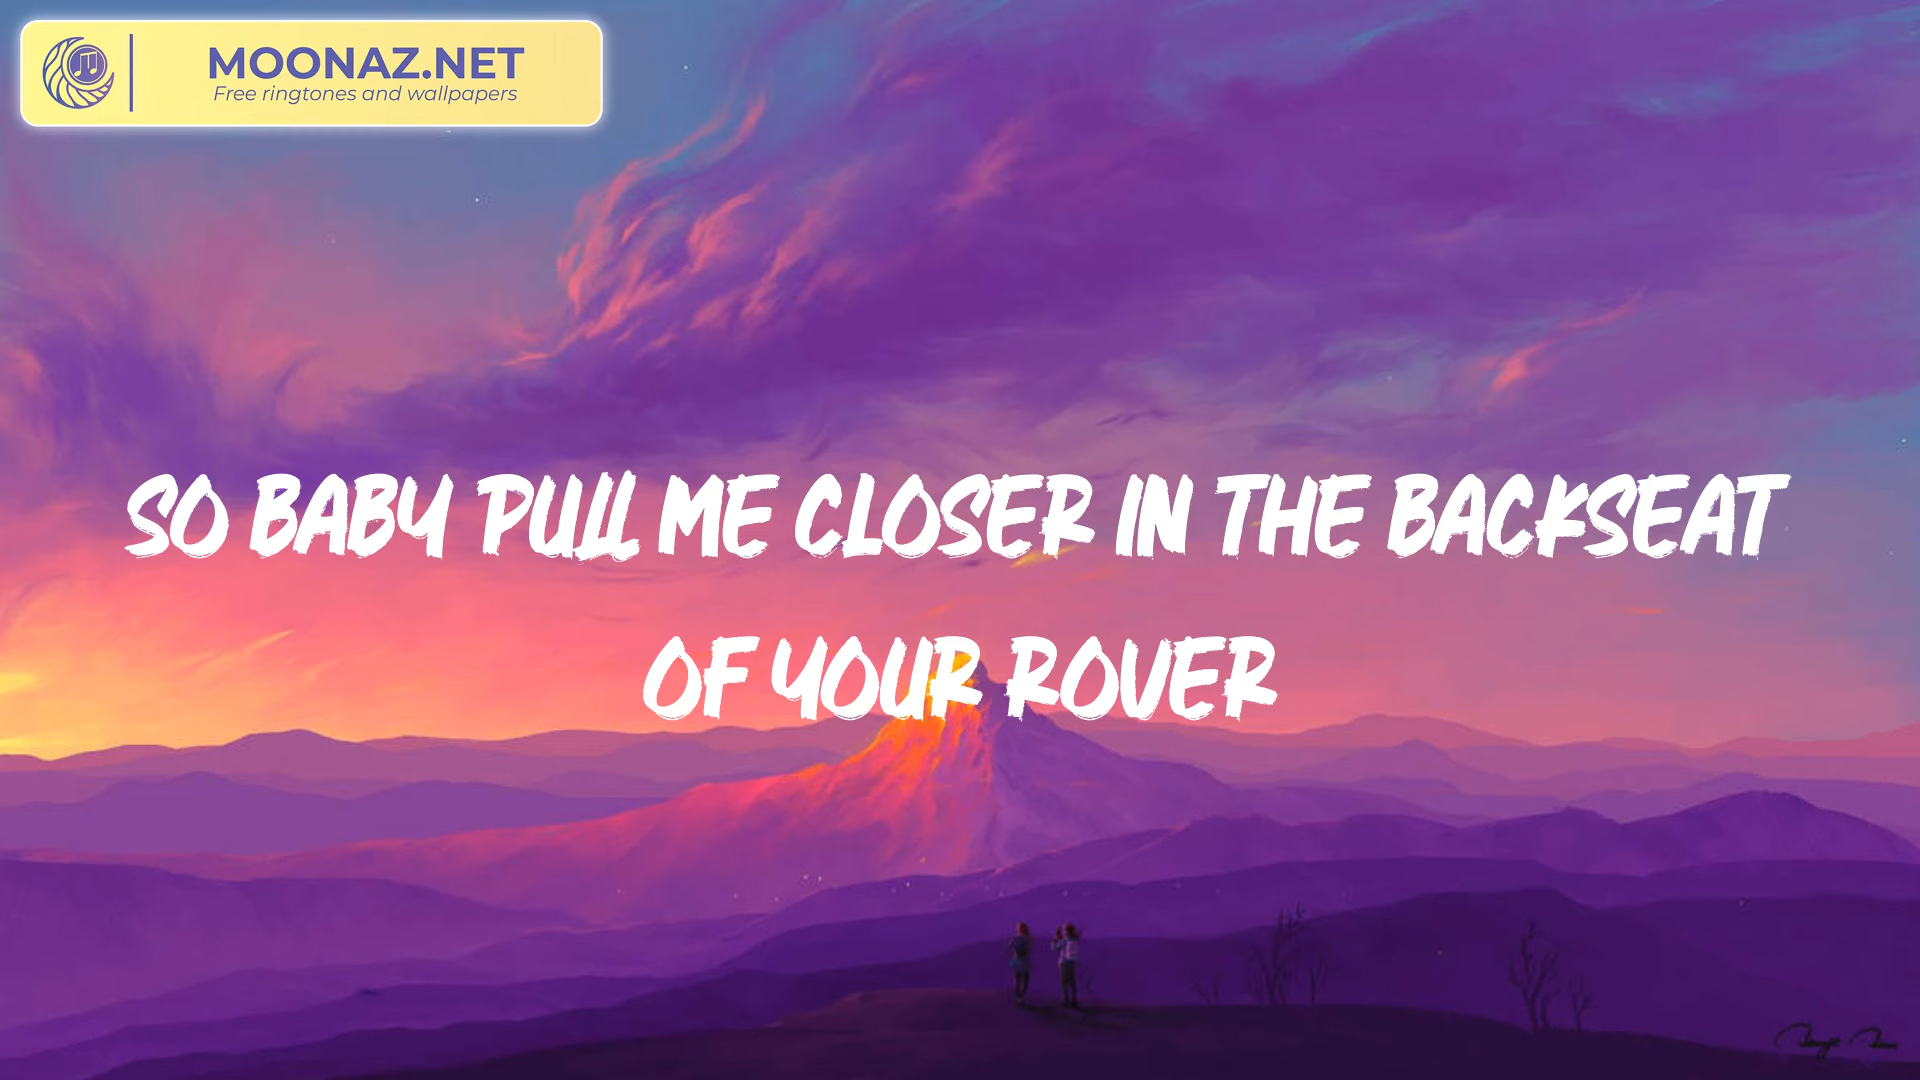 MOONAZ.NET
Free ringtones and wallpapers
SO BABY PULL ME CLOSER IN THE BACKSEAT
OF YOUR ROVER